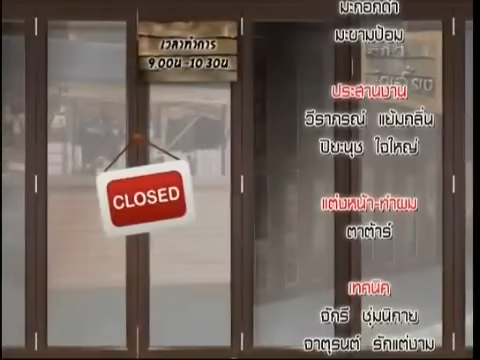 เวลาทำการ
9.00น -10.30น
CLOSED
มะกอกดำ
มะขามป้อม
ประสานงาน
วีราภรณ์ แย้มกลิ่น
ปิยะนุช ใจใหญ่
แต่งหน้า-ทำผม
ตาต้าร์
เทคนิค
จักรี ชุ่มนิกาย
จาตุรนต์ รักแต่งาม